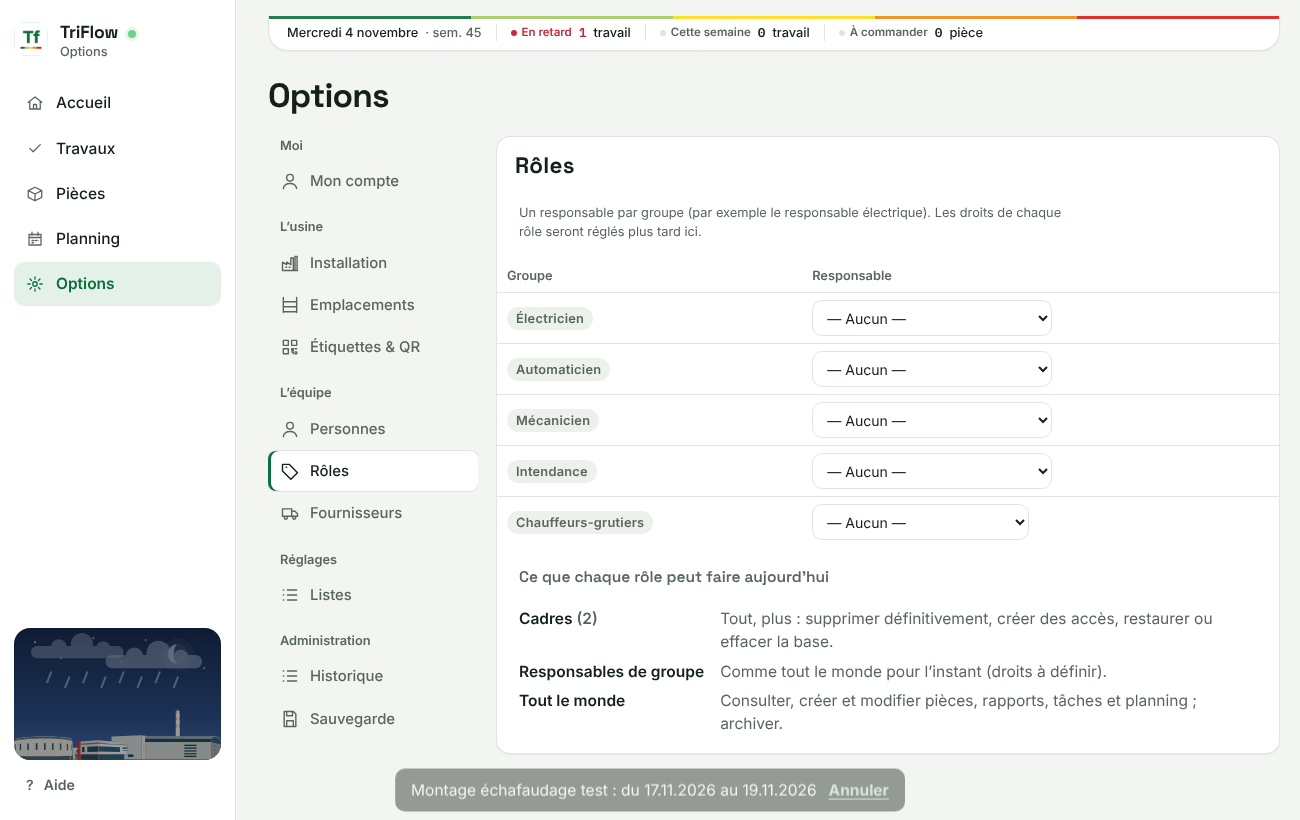 Tf
TriFlow
Options
Accueil
Travaux
Pièces
Planning
Options
? Aide
Mercredi 4 novembre · sem. 45
En retard 1 travail
Cette semaine 0 travail
À commander 0 pièce
Options
Moi
Mon compte
L’usine
Installation
Emplacements
Étiquettes & QR
L’équipe
Personnes
Rôles
Fournisseurs
Réglages
Listes
Administration
Historique
Sauvegarde
Rôles
Un responsable par groupe (par exemple le responsable électrique). Les droits de chaque
rôle seront réglés plus tard ici.
Groupe Responsable
Électricien — Aucun —
Automaticien — Aucun —
Mécanicien — Aucun —
Intendance — Aucun —
Chauffeurs-grutiers — Aucun —
Ce que chaque rôle peut faire aujourd’hui
Cadres (2) Tout, plus : supprimer définitivement, créer des accès, restaurer ou
effacer la base.
Responsables de groupe Comme tout le monde pour l’instant (droits à définir).
Tout le monde Consulter, créer et modifier pièces, rapports, tâches et planning ;
archiver.
Montage échafaudage test : du 17.11.2026 au 19.11.2026 Annuler